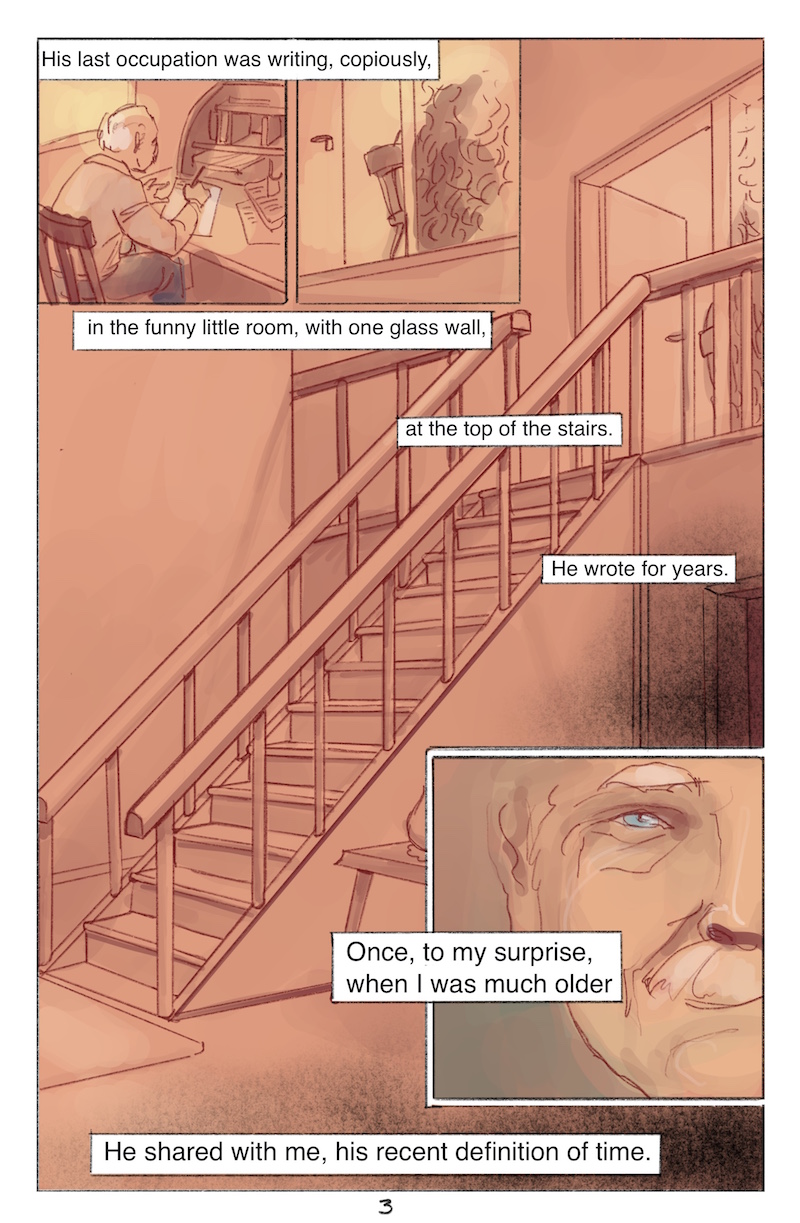 His last occupation was writing, copiously,
in the funny little room, with one glass wall,
at the top of the stairs.
He wrote for years.
Once, to my surprise,
when I was much older
He shared with me, his recent definition of time.
3